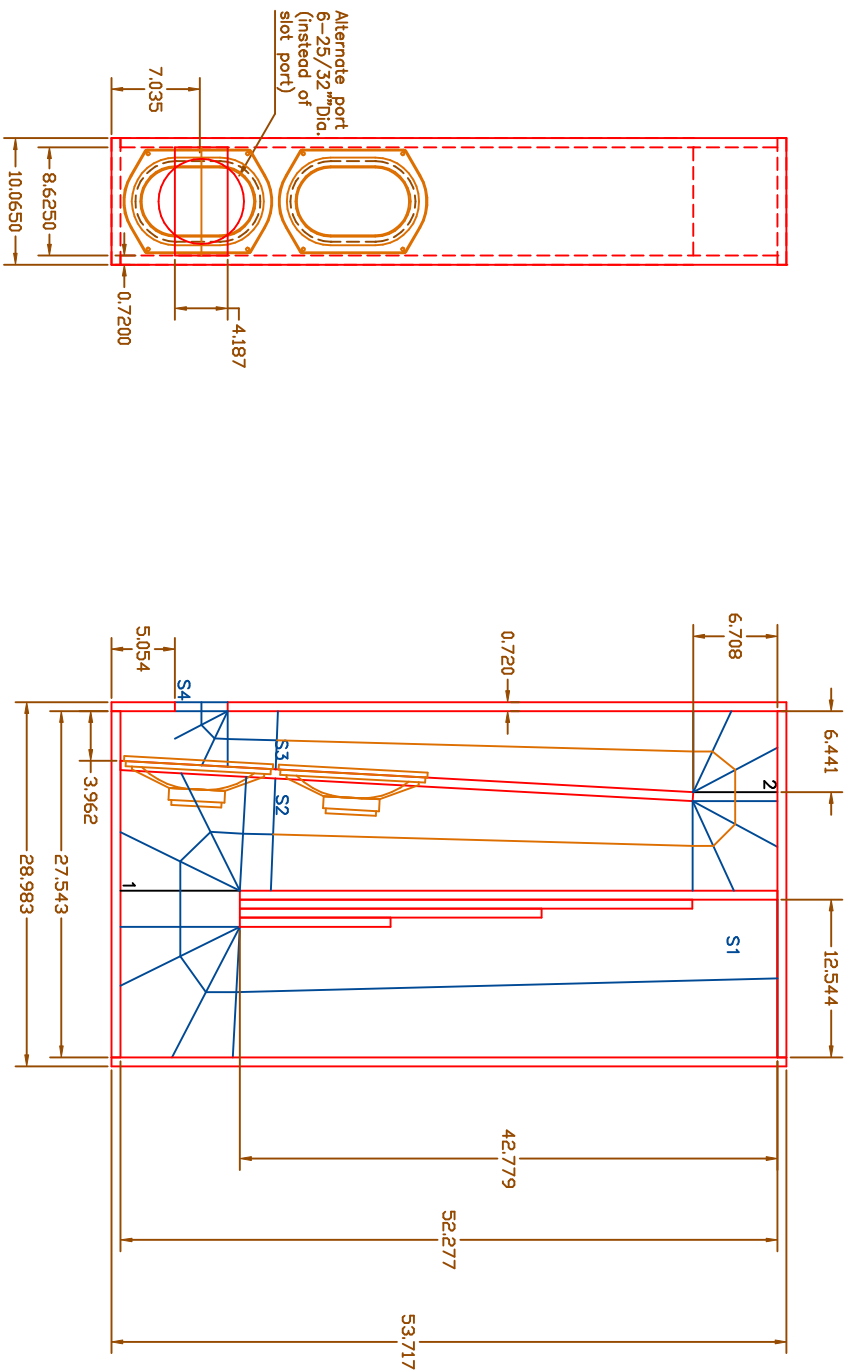 Alternate port
6-25/32" Dia.
(instead of
slot port)
7.035
8.6250
10.0650
0.7200
4.187
6.708
6.441
0.720
5.054
S4
S3
S2
2
1
S1
3.962
27.543
28.983
12.544
42.779
52.277
53.717